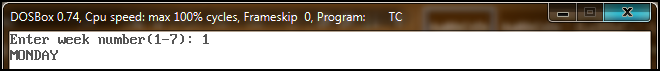 DOSBox 0.74, Cpu speed: max 100% cycles, Frameskip 0, Program: TC
Enter week number(1-7): 1
MONDAY